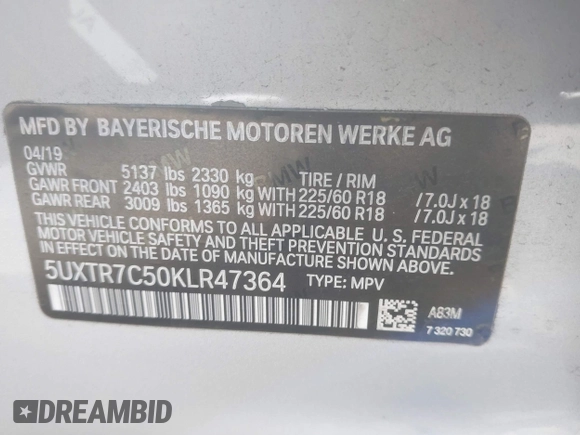 MFD BY BAYERISCHE MOTOREN WERKE AG
04/19
GVWR 5137 lbs 2330 kg TIRE / RIM
GAWR FRONT 2403 lbs 1090 kg WITH 225/60 R18 / 7.0J x 18
GAWR REAR 3009 lbs 1365 kg WITH 225/60 R18 / 7.0J x 18
THIS VEHICLE CONFORMS TO ALL APPLICABLE U. S. FEDERAL
MOTOR VEHICLE SAFETY AND THEFT PREVENTION STANDARDS
IN EFFECT ON THE DATE OF MANUFACTURE SHOWN ABOVE.
5UXTR7C50KLR47364 TYPE: MPV
A83M
7 320 730
DREAMBID